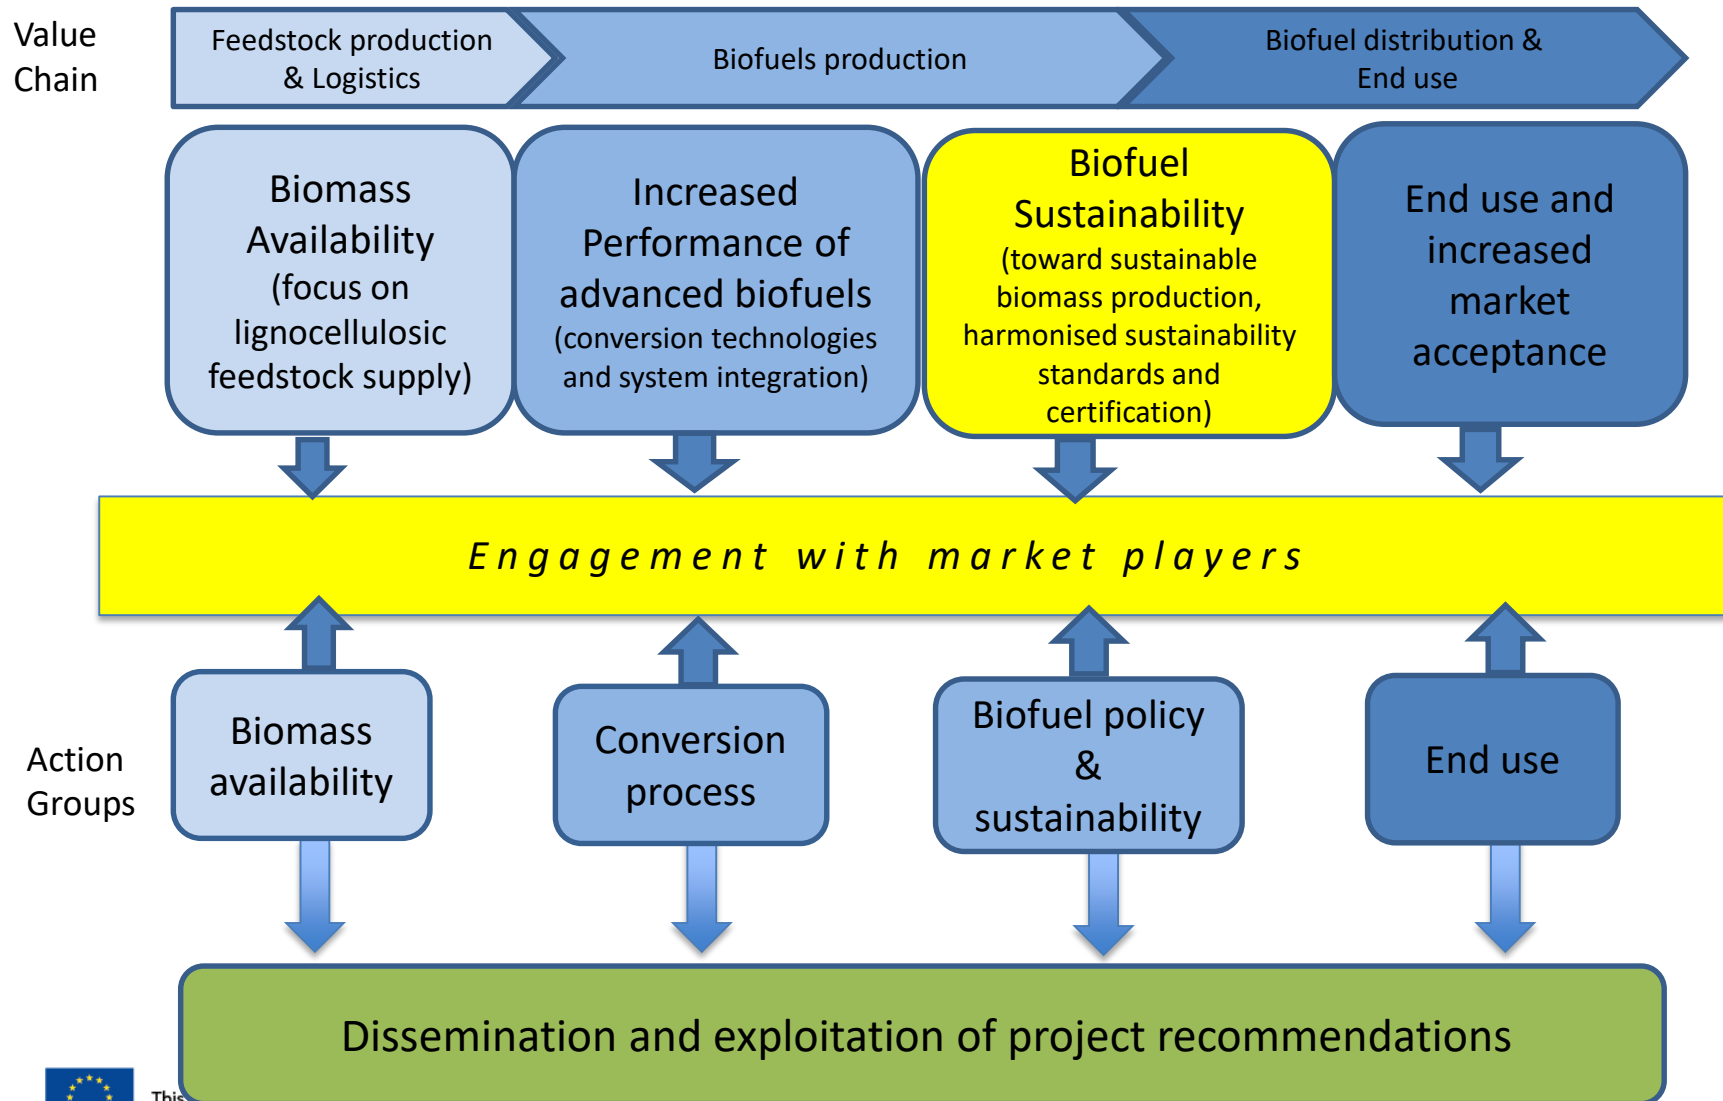 Value
Chain
Feedstock production
& Logistics
Biofuels production
Biofuel distribution &
End use
Biomass
Availability
(focus on
lignocellulosic
feedstock supply)
Increased
Performance of
advanced biofuels
(conversion technologies
and system integration)
Biofuel
Sustainability
(toward sustainable
biomass production,
harmonised sustainability
standards and
certification)
End use and
increased
market
acceptance
Engagement with market players
Action
Groups
Biomass
availability
Conversion
process
Biofuel policy
&
sustainability
End use
Dissemination and exploitation of project recommendations
This